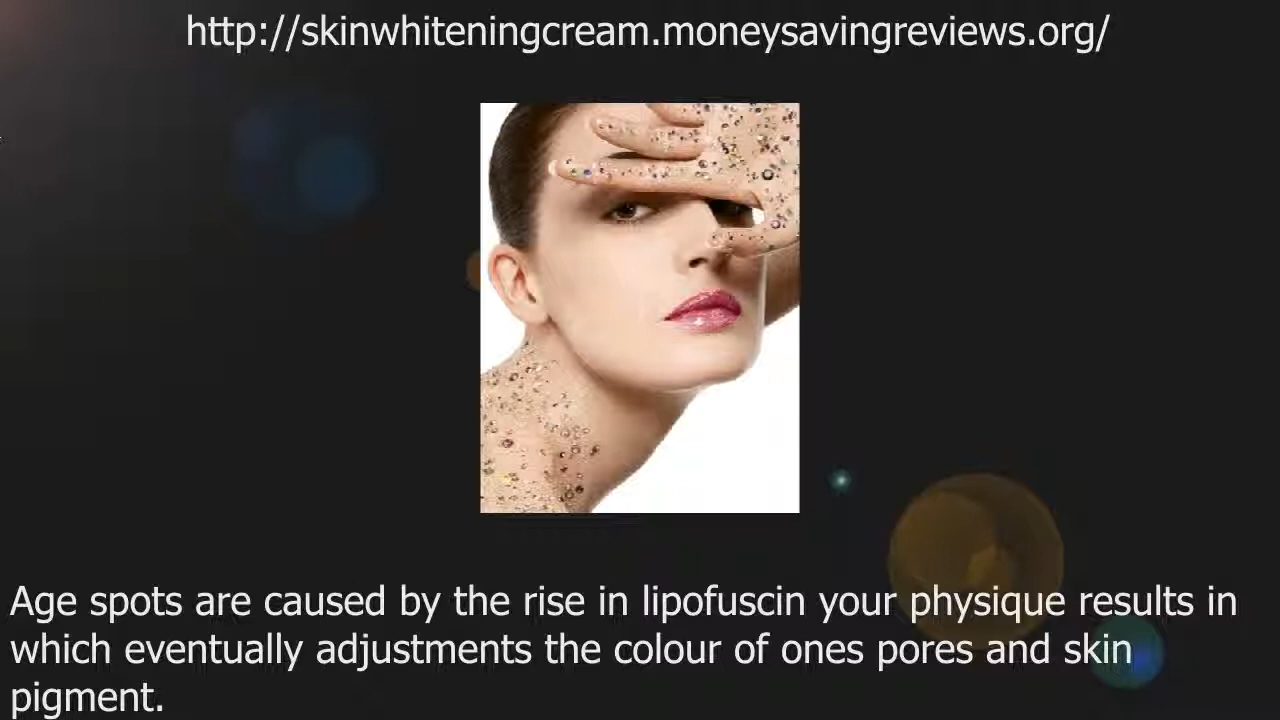 http://skinwhiteningcream.moneysavingreviews.org/
Age spots are caused by the rise in lipofuscin your physique results in
which eventually adjustments the colour of ones pores and skin
pigment.